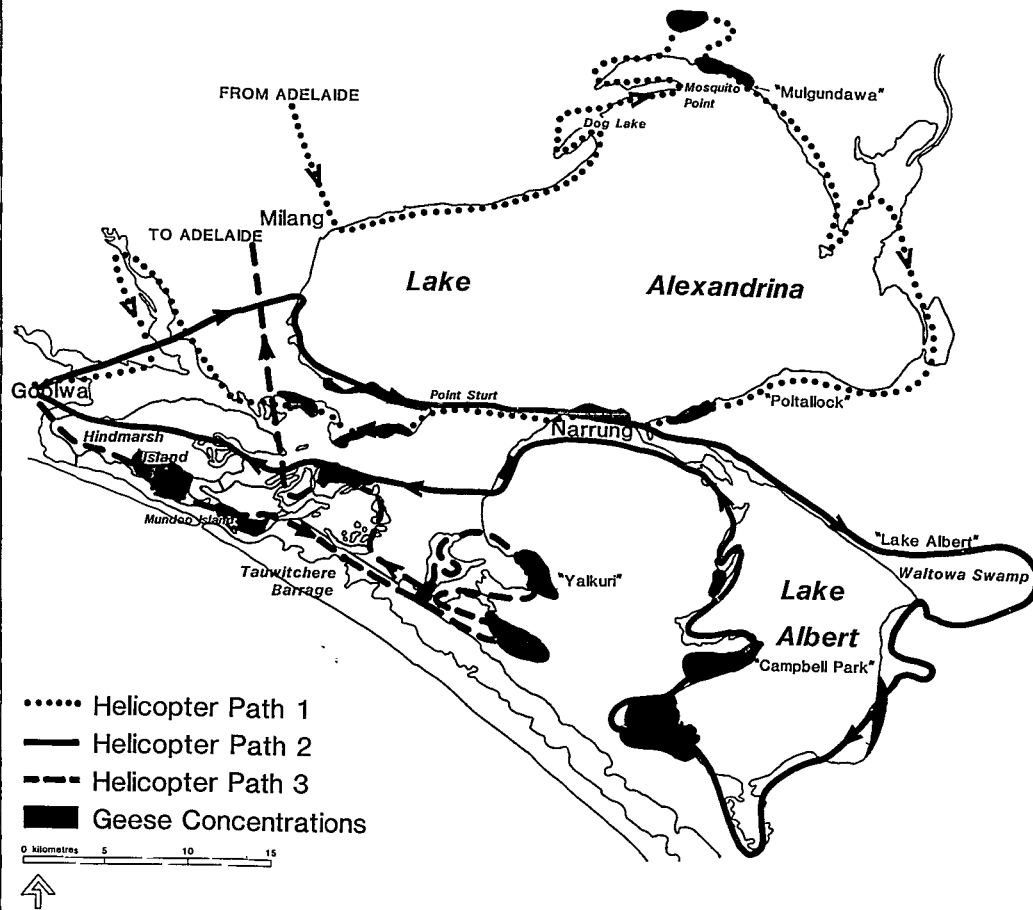 "Mulgundawa"
Mosquito
Point
FROM ADELAIDE
Dog Lake
Milang
TO ADELAIDE
Lake Alexandrina
Goolwa
Point Sturt
"Poltallock"
Narrung
Hindmarsh
Island
Mundoo Island
Tauwitchere
Barrage
"Yalkuri"
"Lake Albert"
Waltowa Swamp
Lake
Albert
"Campbell Park"
Helicopter Path 1
Helicopter Path 2
Helicopter Path 3
Geese Concentrations
0 kilometres 5 10 15